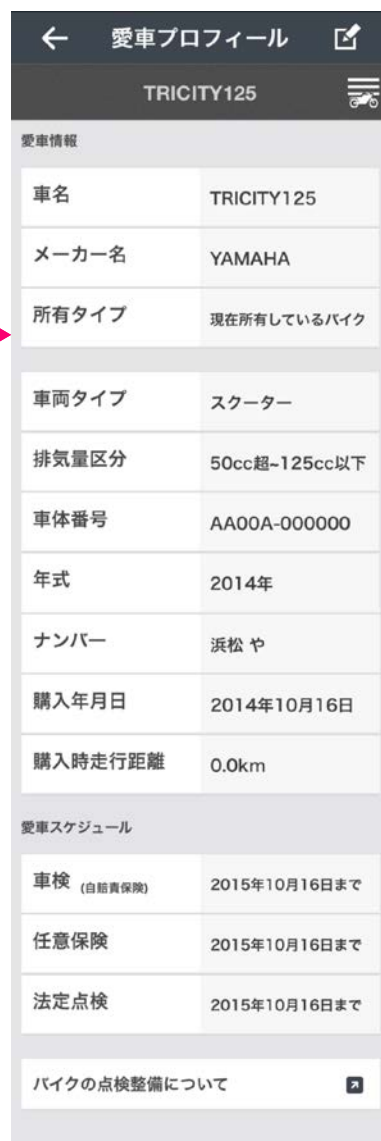 愛車プロフィール
TRICITY125
愛車情報
車名 TRICITY125
メーカー名 YAMAHA
所有タイプ 現在所有しているバイク
車両タイプ スクーター
排気量区分 50cc超~125cc以下
車体番号 AA00A-000000
年式 2014年
ナンバー 浜松 や
購入年月日 2014年10月16日
購入時走行距離 0.0km
愛車スケジュール
車検 (自賠責保険) 2015年10月16日まで
任意保険 2015年10月16日まで
法定点検 2015年10月16日まで
バイクの点検整備について